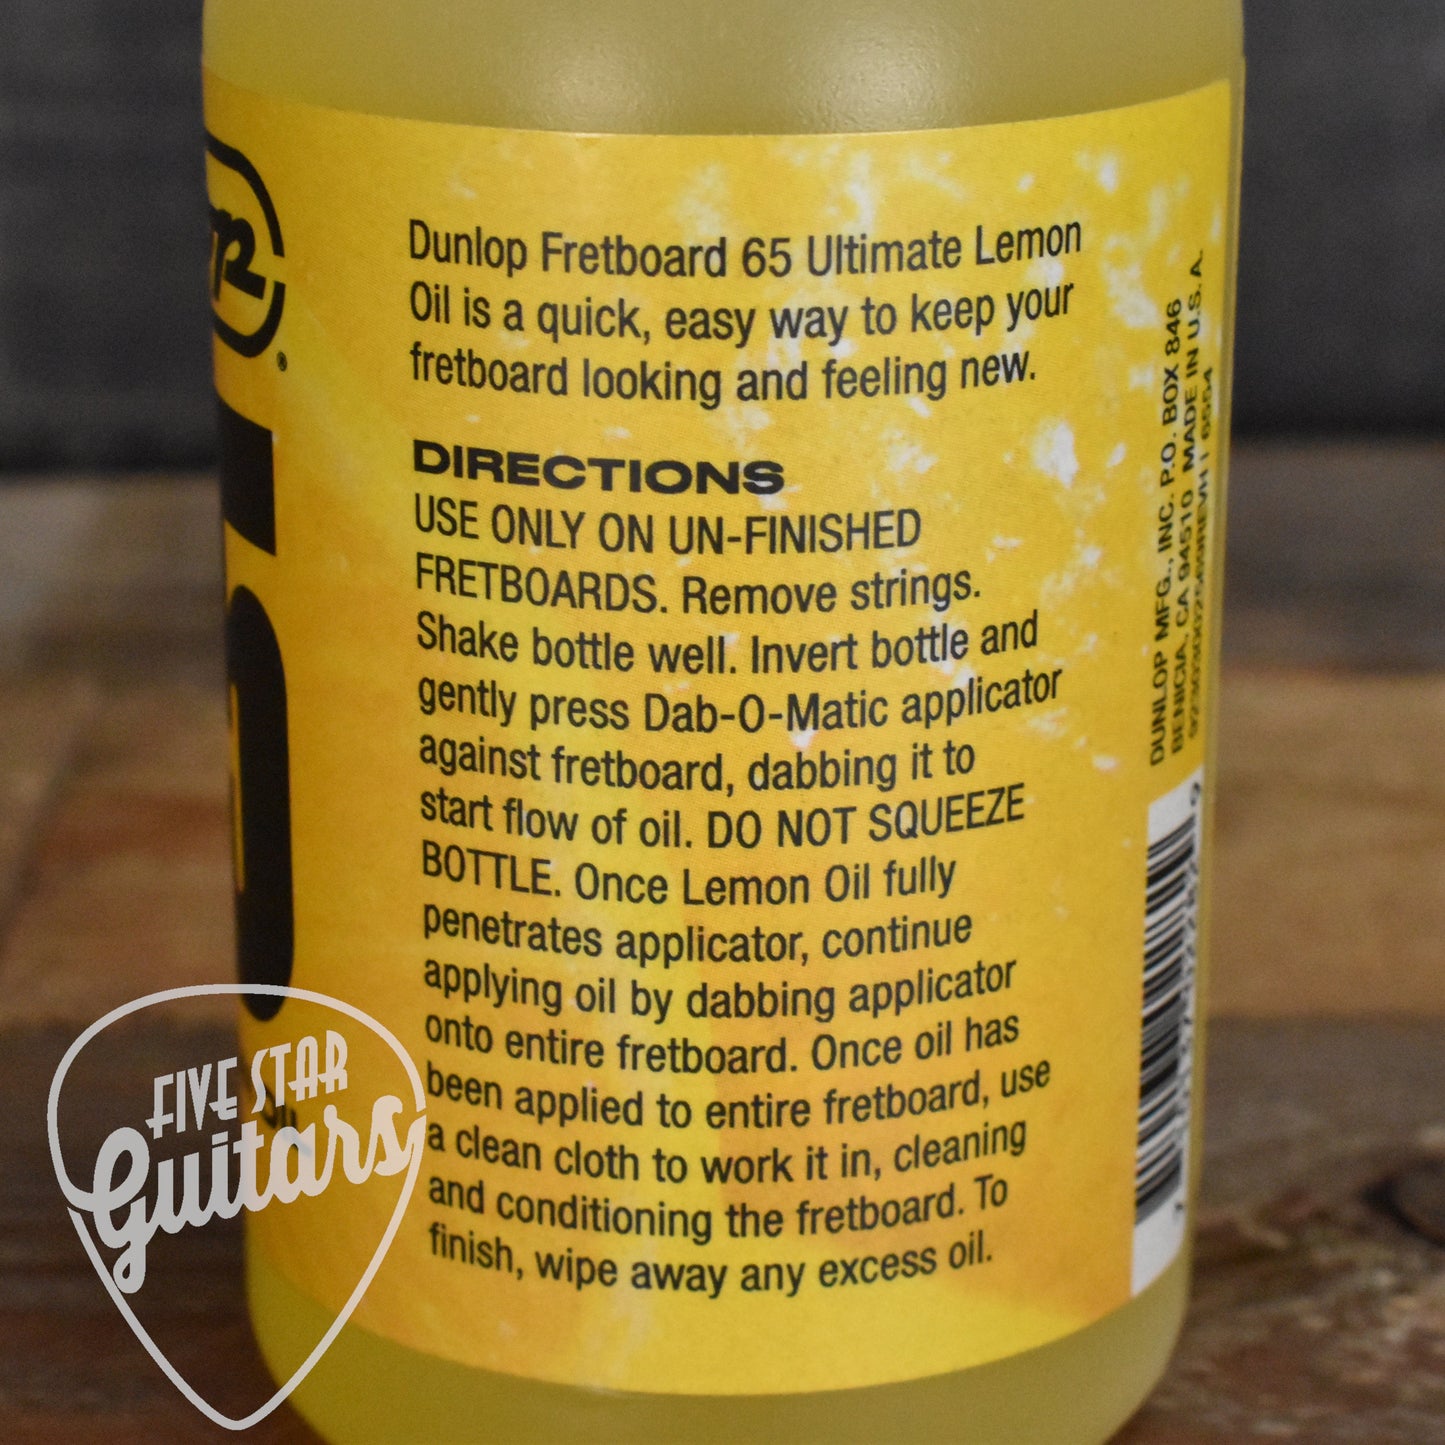 Dunlop Fretboard 65 Ultimate Lemon
Oil is a quick, easy way to keep your
fretboard looking and feeling new.
DIRECTIONS
USE ONLY ON UN-FINISHED
FRETBOARDS. Remove strings.
Shake bottle well. Invert bottle and
gently press Dab-O-Matic applicator
against fretboard, dabbing it to
start flow of oil. DO NOT SQUEEZE
BOTTLE. Once Lemon Oil fully
penetrates applicator, continue
applying oil by dabbing applicator
onto entire fretboard. Once oil has
been applied to entire fretboard, use
a clean cloth to work it in, cleaning
and conditioning the fretboard. To
finish, wipe away any excess oil.
DUNLOP MFG., INC. P.O. BOX 846
BENICIA, CA 94510 MADE IN U.S.A.
FIVE STAR
Guitars